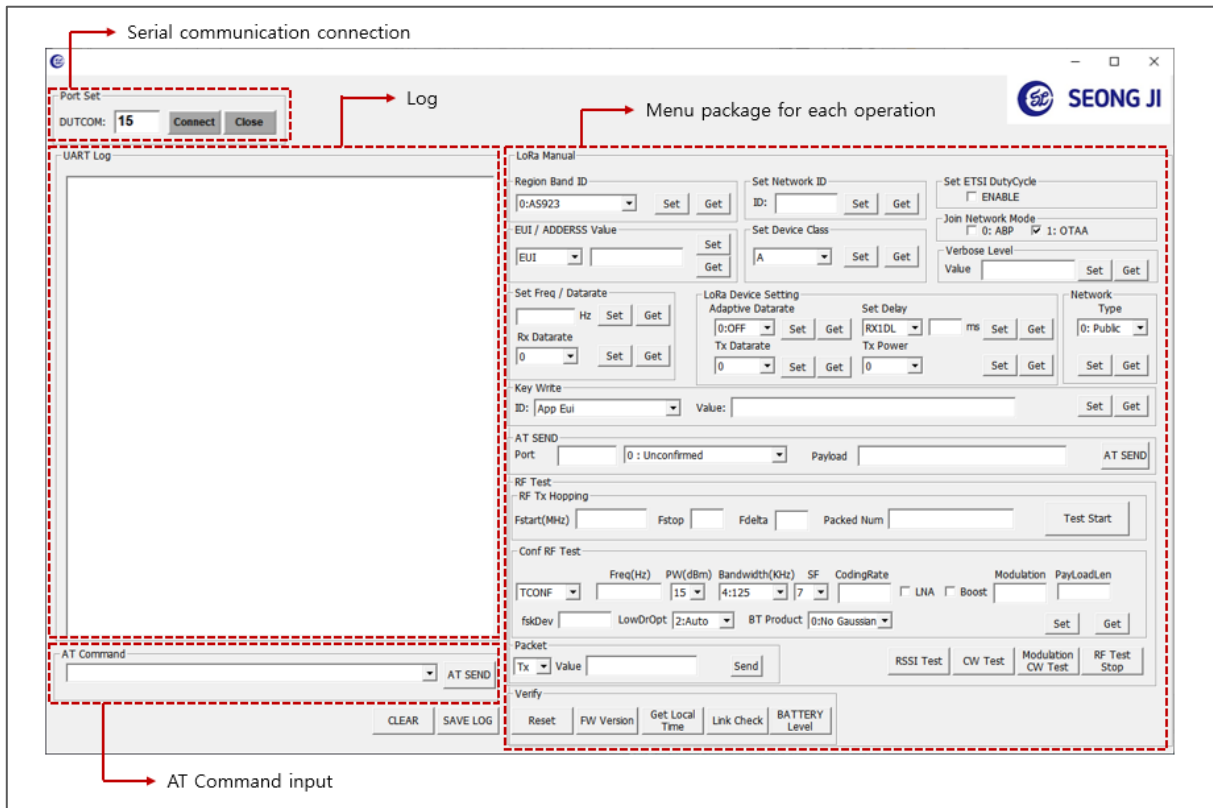 Serial communication connection
Log
Menu package for each operation
SEONG JI
Port Set
DUTCOM: 15 Connect Close
UART Log
LoRa Manual
Region Band ID
0:AS923 Set Get
Set Network ID
ID: Set Get
Set ETSI DutyCycle
ENABLE
Join Network Mode
0: ABP 1: OTAA
EUI / ADDERSS Value
EUI Set
Get
Set Device Class
A Set Get
Verbose Level
Value Set Get
Set Freq / Datarate
Hz Set Get
Rx Datarate
0 Set Get
LoRa Device Setting
Adaptive Datarate Set Delay
0:OFF Set Get RX1DL ms Set Get
Tx Datarate Tx Power
0 Set Get 0 Set Get
Network
Type
0: Public
Set Get
Key Write
ID: App Eui Value: Set Get
AT SEND
Port 0 : Unconfirmed Payload AT SEND
RF Test
RF Tx Hopping
Fstart(MHz) Fstop Fdelta Packed Num Test Start
Conf RF Test
Freq(Hz) PW(dBm) Bandwidth(KHz) SF CodingRate Modulation PayLoadLen
TCONF 15 4:125 7 LNA Boost
fskDev LowDrOpt 2:Auto BT Product 0:No Gaussian Set Get
Packet
Tx Value Send
RSSI Test CW Test Modulation CW Test RF Test Stop
Verify
Reset FW Version Get Local Time Link Check BATTERY Level
AT Command
AT SEND
CLEAR SAVE LOG
AT Command input